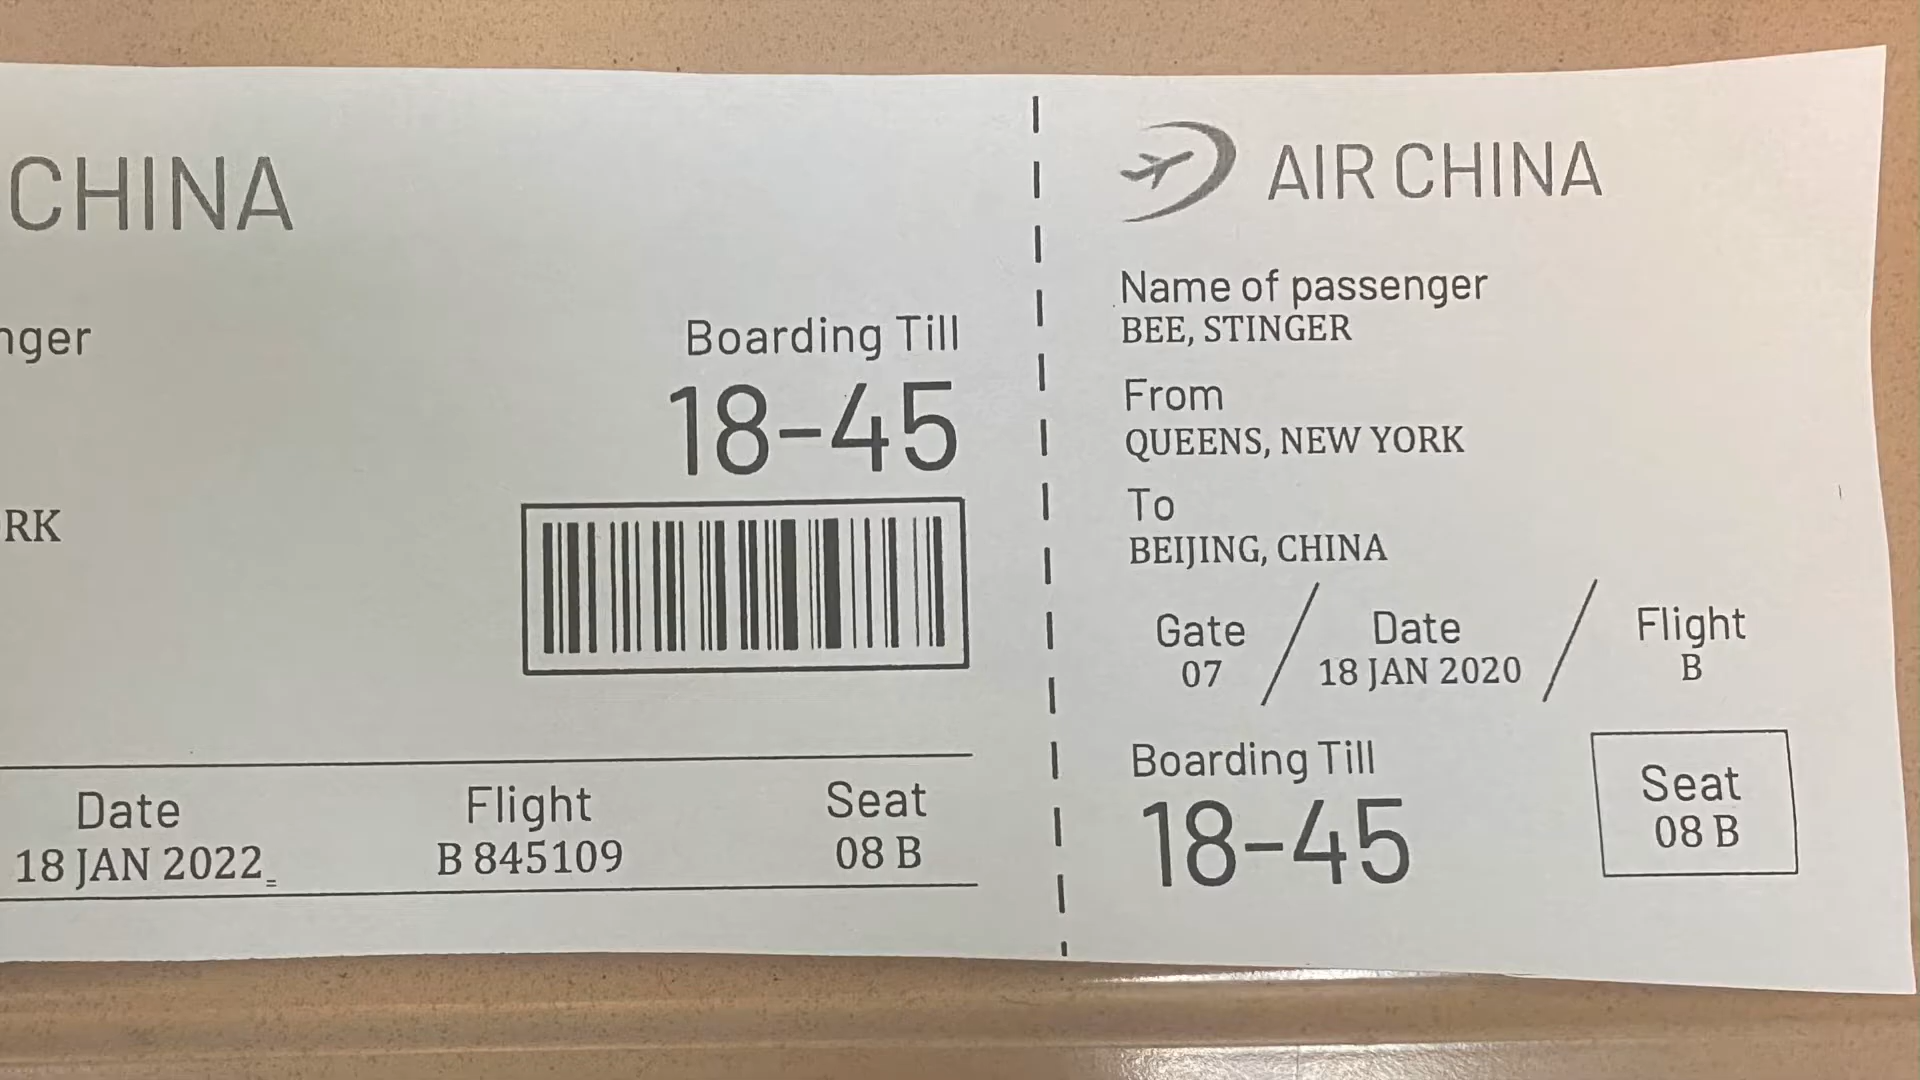 CHINA
nger
RK
Boarding Till
18-45
Date
18 JAN 2022
Flight
B 845109
Seat
08 B
AIR CHINA
Name of passenger
BEE, STINGER
From
QUEENS, NEW YORK
To
BEIJING, CHINA
Gate / Date / Flight
07 18 JAN 2020 B
Boarding Till
18-45
Seat
08 B